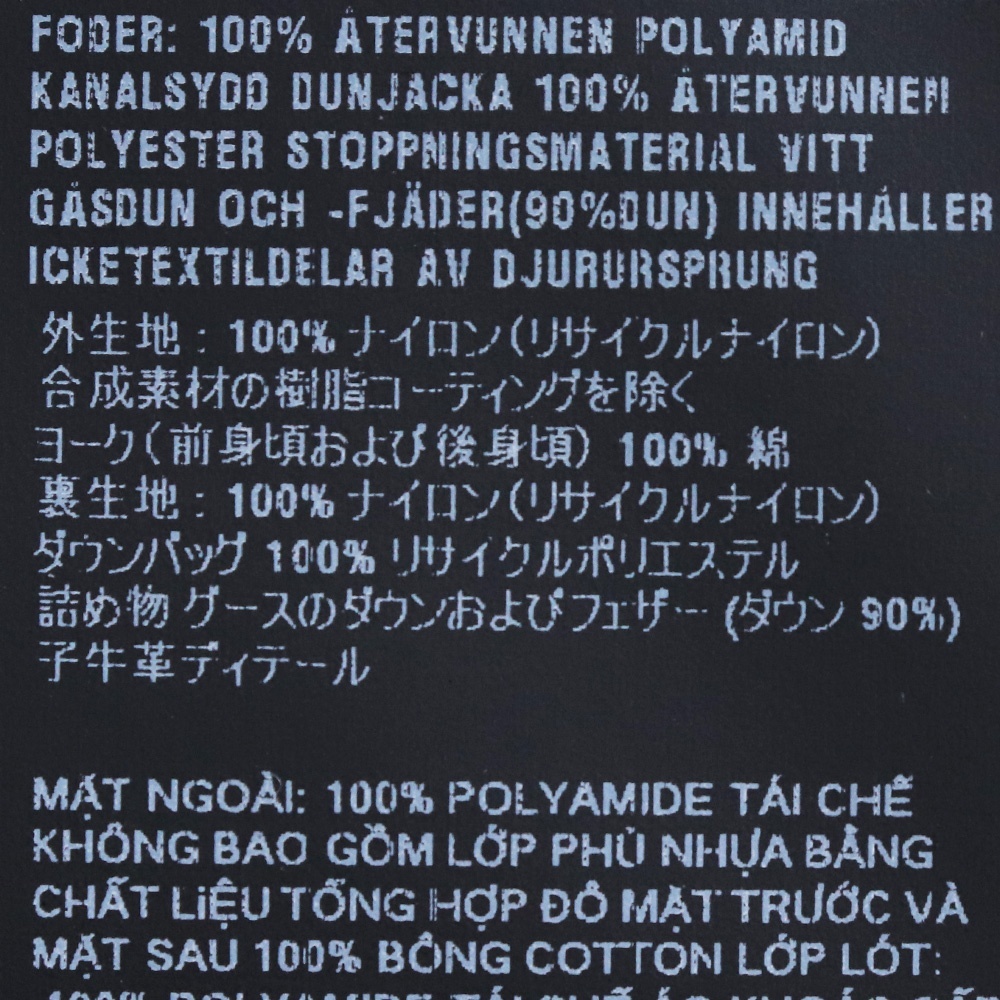 FODER: 100% ÅTERVUNNEN POLYAMID
KANALSYDD DUNJACKA 100% ÅTERVUNNEN
POLYESTER STOPPNINGSMATERIAL VITT
GÅSDUN OCH -FJÄDER(90%DUN) INNEHÅLLER
ICKETEXTILDELAR AV DJURURSPRUNG
外生地 : 100% ナイロン(リサイクルナイロン)
合成素材の樹脂コーティングを除く
ヨーク(前身頃および後身頃) 100% 綿
裏生地 : 100% ナイロン(リサイクルナイロン)
ダウンバッグ 100% リサイクルポリエステル
詰め物 グースのダウンおよびフェザー (ダウン 90%)
子牛革ディテール
MẶT NGOÀI: 100% POLYAMIDE TÁI CHẾ
KHÔNG BAO GỒM LỚP PHỦ NHỰA BẰNG
CHẤT LIỆU TỔNG HỢP ĐÔ MẶT TRƯỚC VÀ
MẶT SAU 100% BÔNG COTTON LỚP LÓT:
100% POLYAMIDE TÁI CHẾ